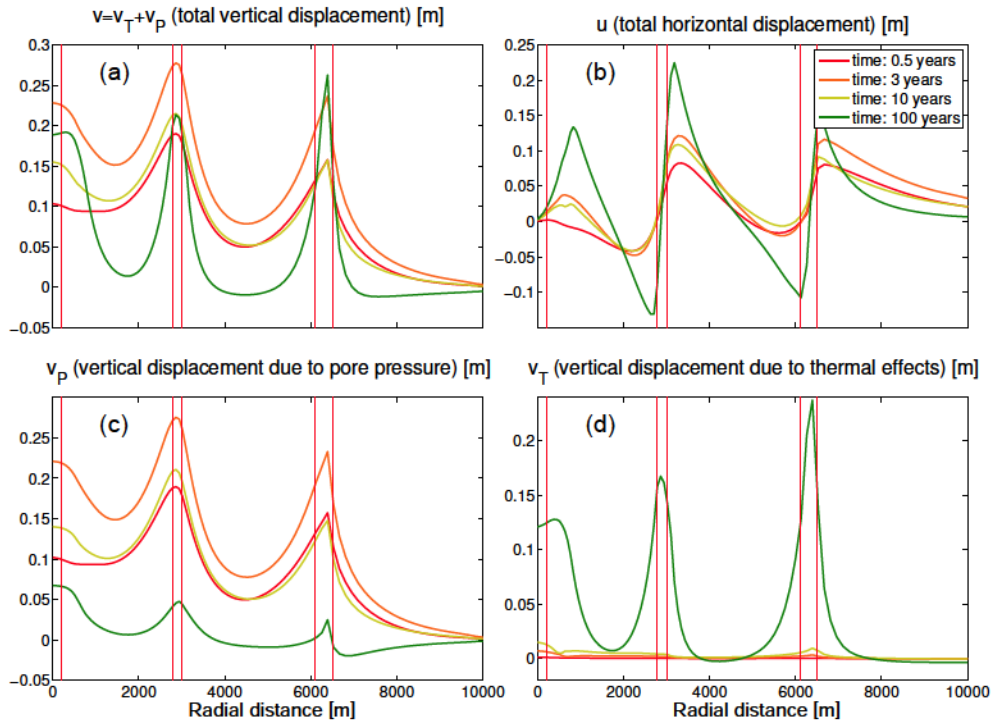 v=v_T+v_P (total vertical displacement) [m]
0.3
0.25
0.2
0.15
0.1
0.05
0
−0.05
(a)
u (total horizontal displacement) [m]
0.25
0.2
0.15
0.1
0.05
0
−0.05
−0.1
(b)
time: 0.5 years
time: 3 years
time: 10 years
time: 100 years
0 2000 4000 6000 8000 10000
v_P (vertical displacement due to pore pressure) [m]
0.25
0.2
0.15
0.1
0.05
0
(c)
0 2000 4000 6000 8000 10000
Radial distance [m]
v_T (vertical displacement due to thermal effects) [m]
0.2
0.15
0.1
0.05
0
(d)
0 2000 4000 6000 8000 10000
Radial distance [m]